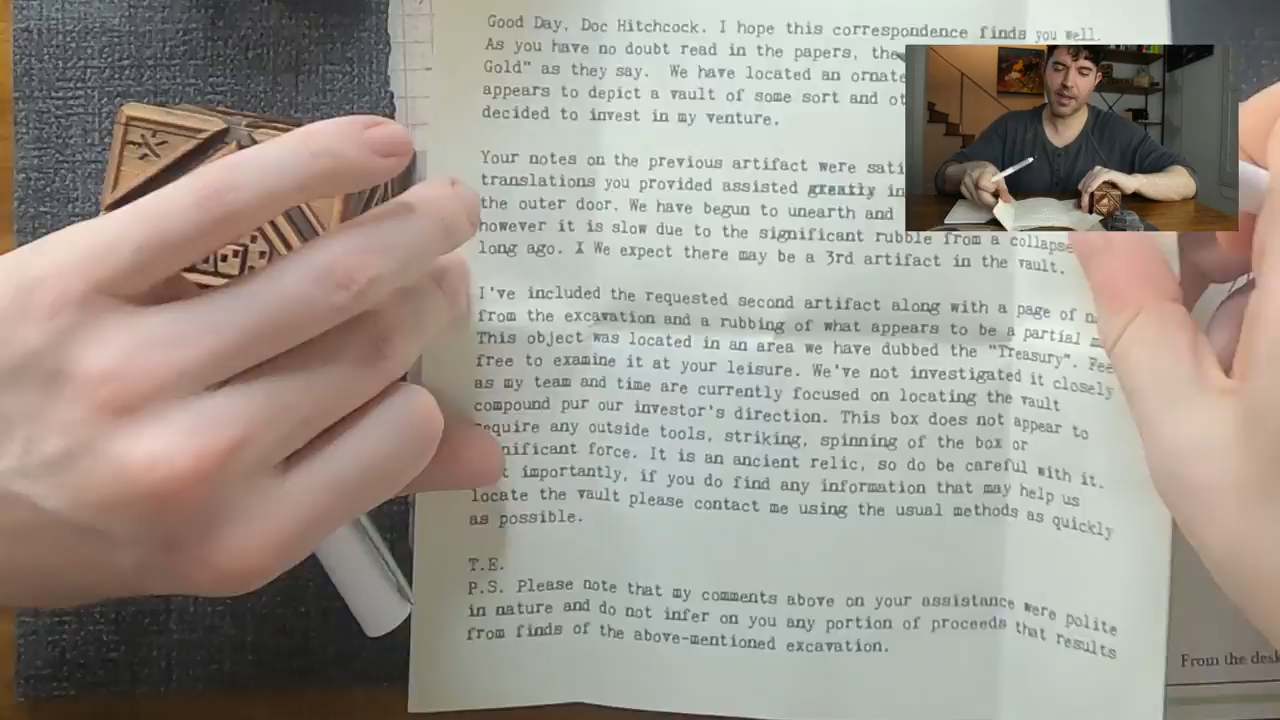 Good Day, Doc Hitchcock. I hope this correspondence finds you well.
As you have no doubt read in the papers, the
Gold" as they say. We have located an ornate
appears to depict a vault of some sort and
decided to invest in my venture.
Your notes on the previous artifact were
translations you provided assisted greatly in
the outer door. We have begun to unearth and
however it is slow due to the significant rubble from a
long ago. X We expect there may be a 3rd artifact in the vault.
I've included the requested second artifact along with a page of
from the excavation and a rubbing of what appears to be a partial
This object was located in an area we have dubbed the "Treasury".
free to examine it at your leisure. We've not investigated it closely
as my team and time are currently focused on locating the vault
compound pur our investor's direction. This box does not appear to
require any outside tools, striking, spinning of the box or
force. It is an ancient relic, so do be careful with it.
importantly, if you do find any information that may help us
locate the vault please contact me using the usual methods as quickly
as possible.
T.E.
P.S. Please note that my comments above on your assistance were polite
in nature and do not infer on you any portion of proceeds that results
from finds of the above-mentioned excavation.
From the